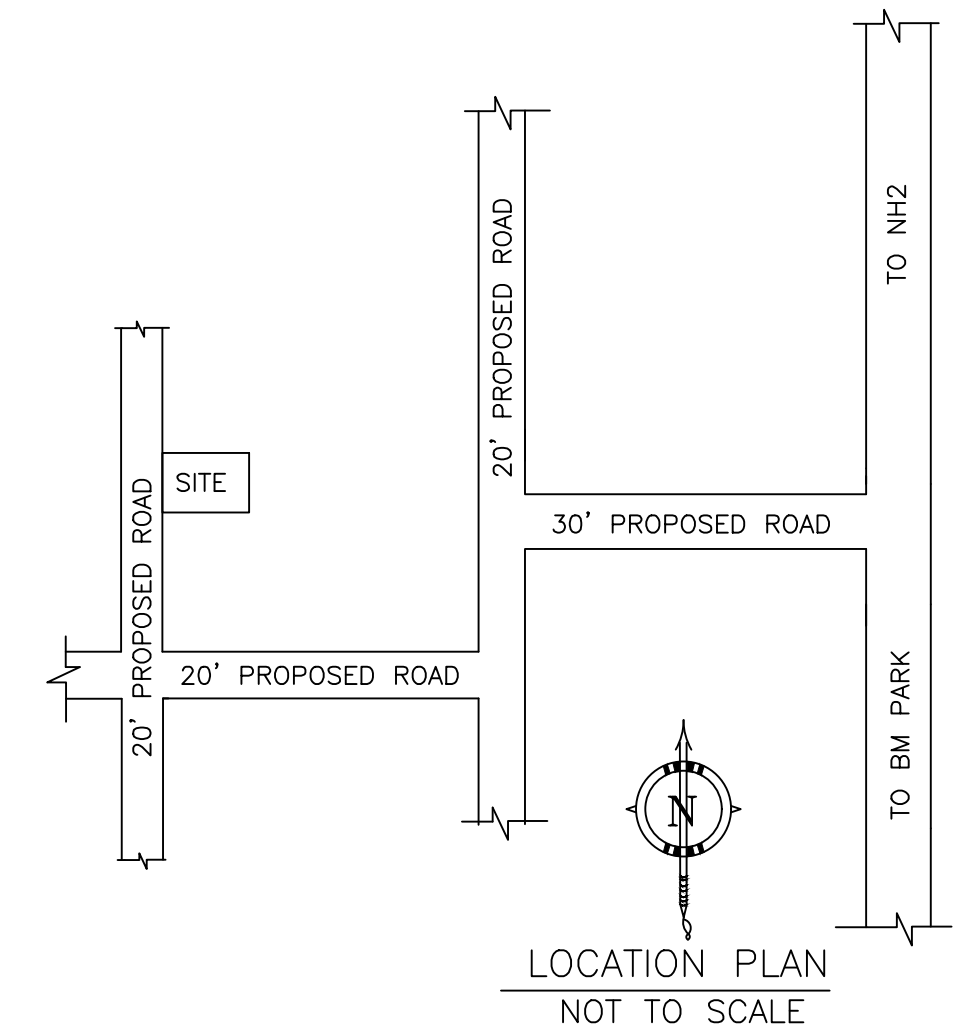 TO NH2
20' PROPOSED ROAD
SITE
30' PROPOSED ROAD
20' PROPOSED ROAD
20' PROPOSED ROAD
TO BM PARK
N
LOCATION PLAN
NOT TO SCALE